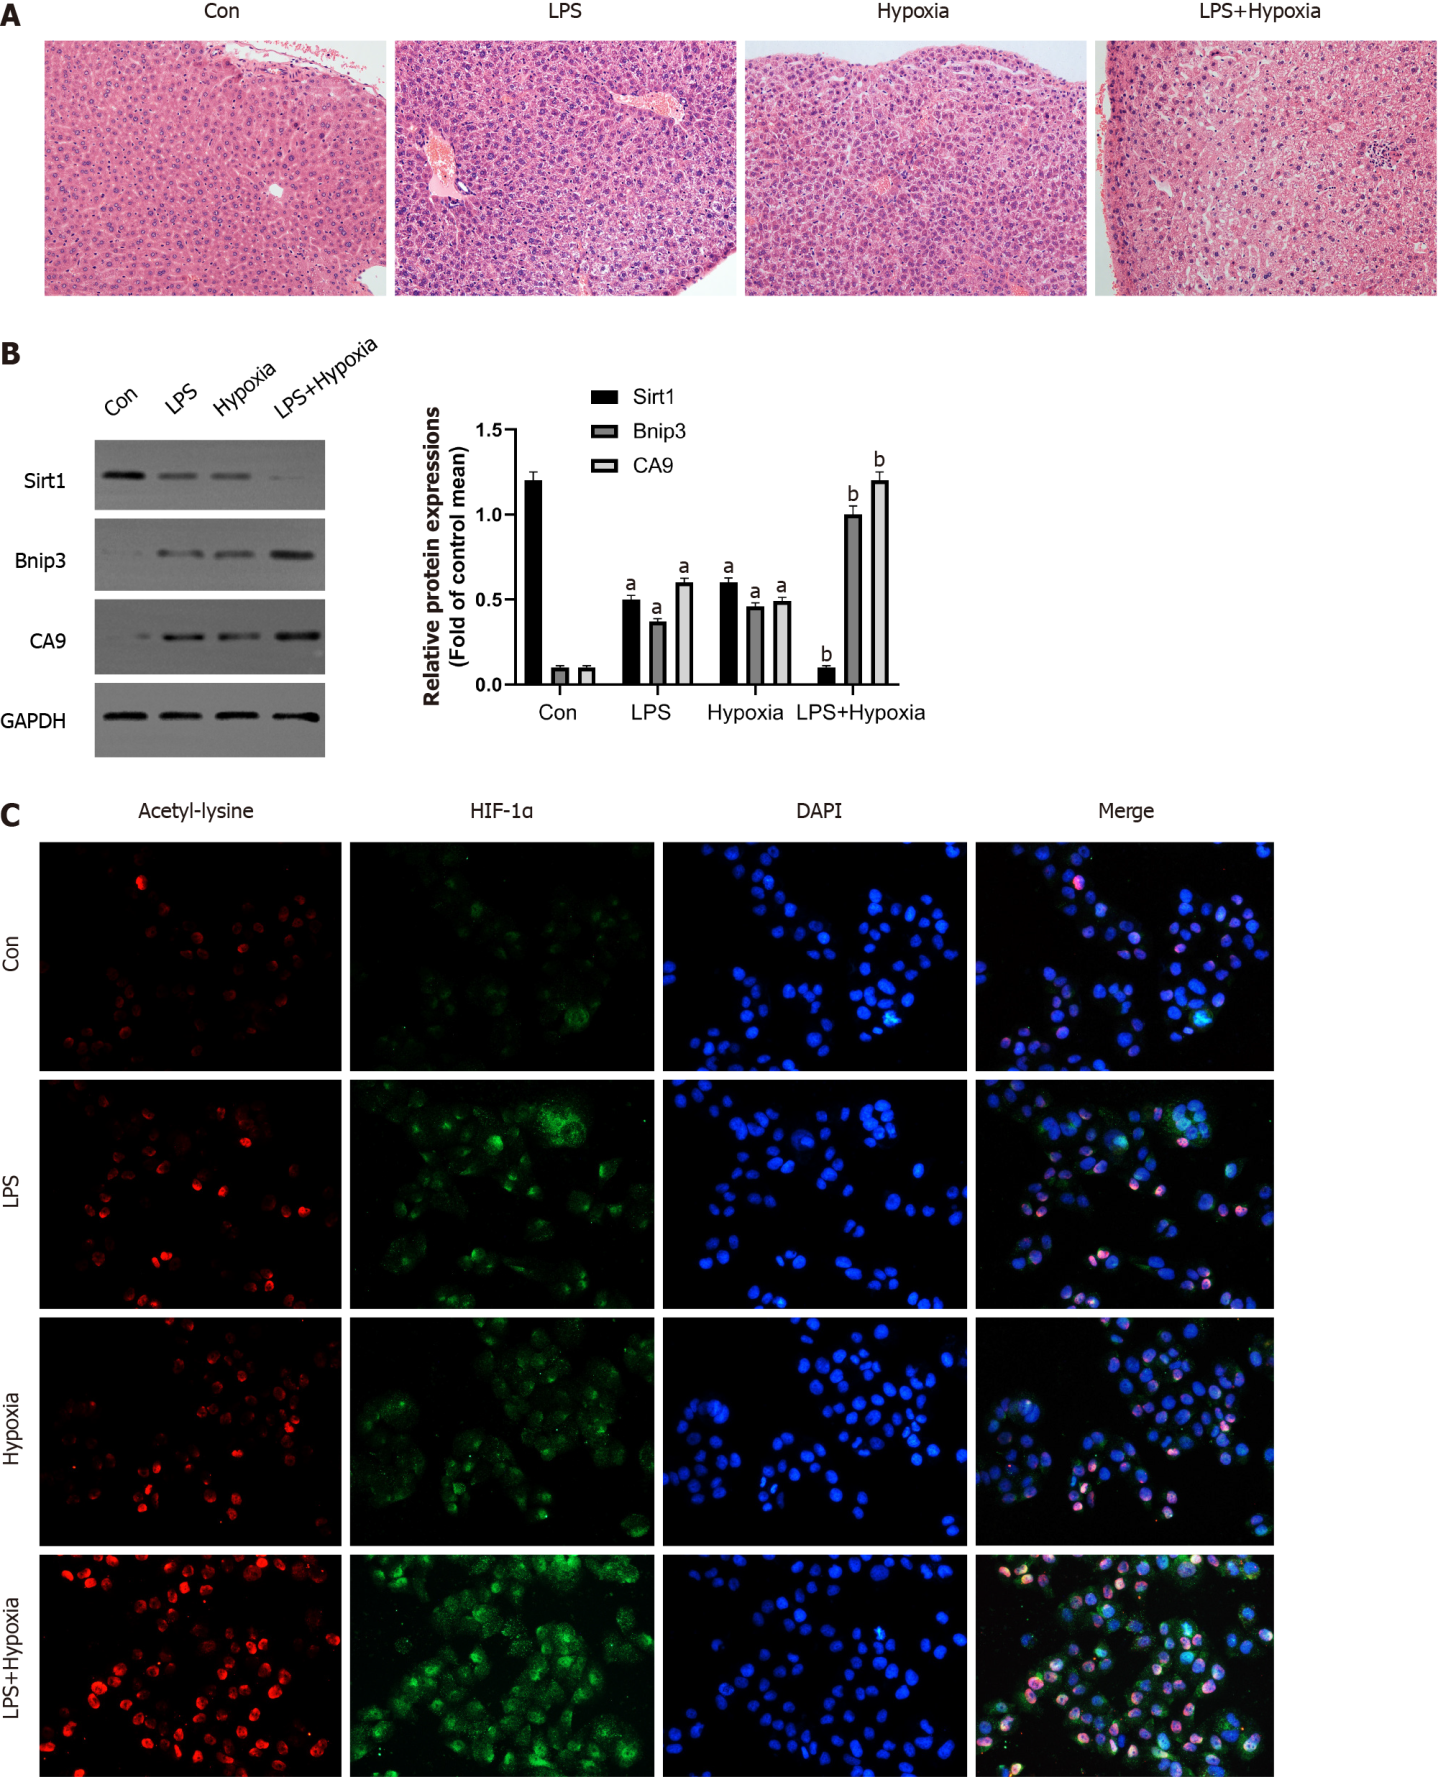 A
Con
LPS
Hypoxia
LPS+Hypoxia
B
Con
LPS
Hypoxia
LPS+Hypoxia
Sirt1
Bnip3
CA9
GAPDH
Relative protein expressions
(Fold of control mean)
Sirt1
Bnip3
CA9
1.5
1.0
0.5
0.0
a
a
a
a
a
b
b
b
Con
LPS
Hypoxia
LPS+Hypoxia
C
Acetyl-lysine
HIF-1α
DAPI
Merge
Con
LPS
Hypoxia
LPS+Hypoxia